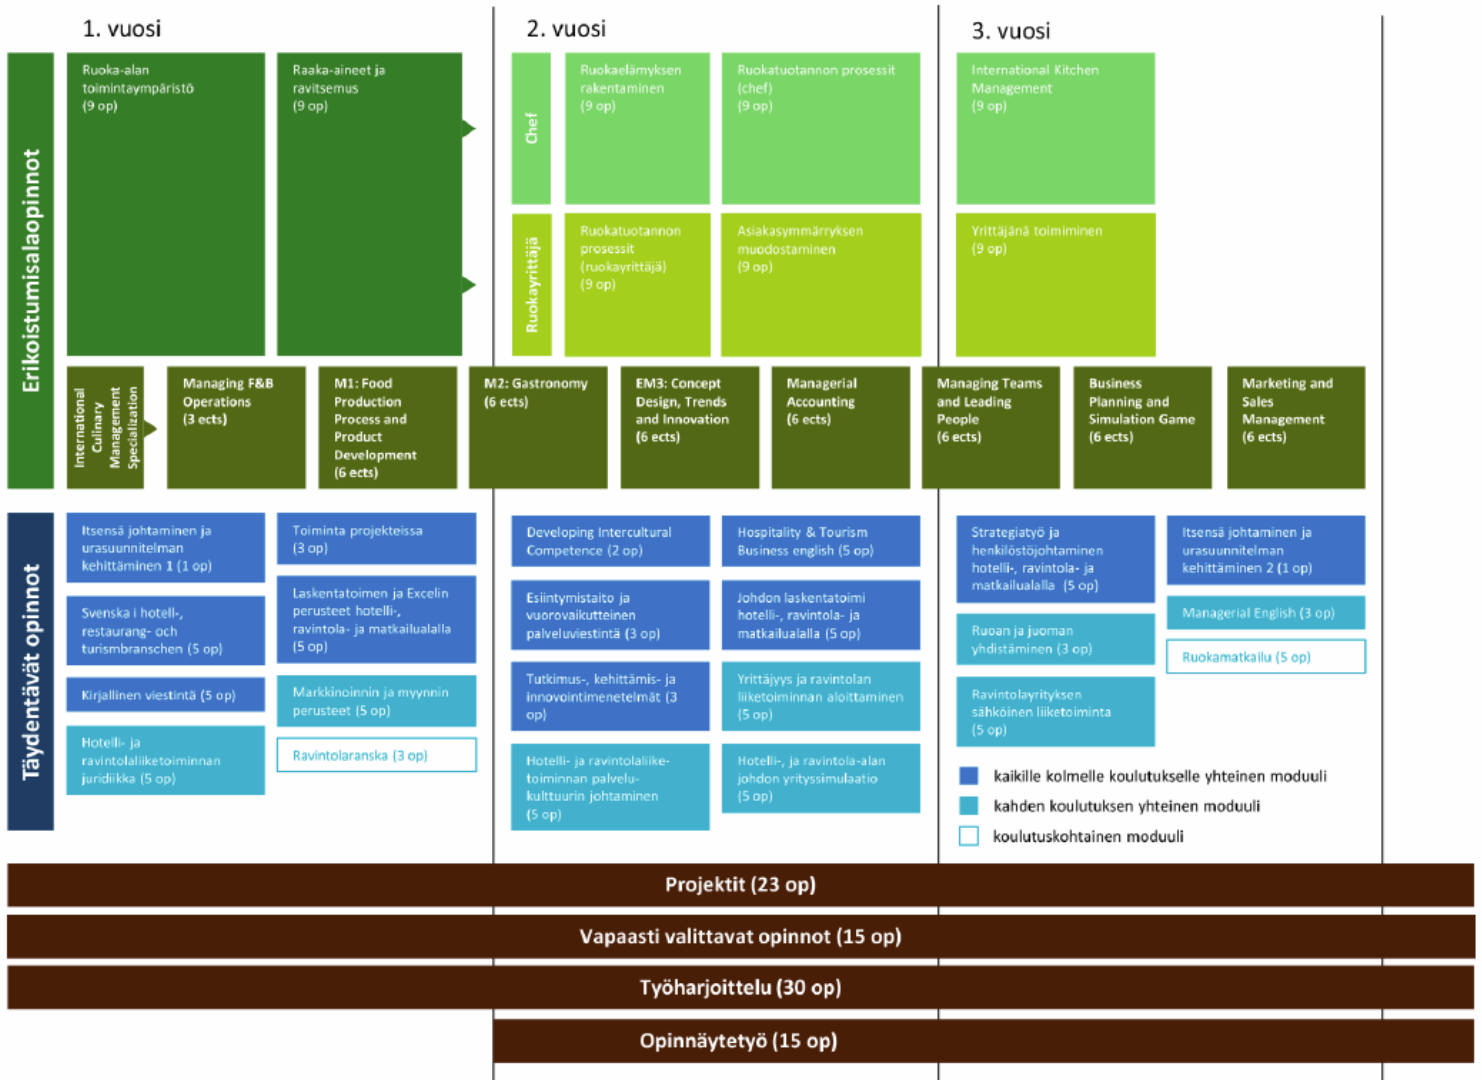 1. vuosi
2. vuosi
3. vuosi
Erikoistumisalaopinnot
Ruoka-alan
toimintaympäristö
(9 op)
Raaka-aineet ja
ravitsemus
(9 op)
Chef
Ruokaelämyksen
rakentaminen
(9 op)
Ruokatuotannon prosessit
(chef)
(9 op)
International Kitchen
Management
(9 op)
Ruokayrittäjä
Ruokatuotannon
prosessit
(ruokayrittäjä)
(9 op)
Asiakasymmärryksen
muodostaminen
(9 op)
Yrittäjänä toimiminen
(9 op)
International
Culinary
Management
Specialization
Managing F&B
Operations
(3 ects)
M1: Food
Production
Process and
Product
Development
(6 ects)
M2: Gastronomy
(6 ects)
EM3: Concept
Design, Trends
and Innovation
(6 ects)
Managerial
Accounting
(6 ects)
Managing Teams
and Leading
People
(6 ects)
Business
Planning and
Simulation Game
(6 ects)
Marketing and
Sales
Management
(6 ects)
Täydentävät opinnot
Itsensä johtaminen ja
urasuunnitelman
kehittäminen 1 (1 op)
Svenska i hotell-,
restaurang- och
turismbranschen (5 op)
Kirjallinen viestintä (5 op)
Hotelli- ja
ravintolaliiketoiminnan
juridiikka (5 op)
Toiminta projekteissa
(3 op)
Laskentatoimen ja Excelin
perusteet hotelli-,
ravintola- ja matkailualalla
(5 op)
Markkinoinnin ja myynnin
perusteet (5 op)
Ravintolaranska (3 op)
Developing Intercultural
Competence (2 op)
Esiintymistaito ja
vuorovaikutteinen
palveluviestintä (3 op)
Tutkimus-, kehittämis- ja
innovointimenetelmät (3
op)
Hotelli- ja ravintolaliike-
toiminnan palvelu-
kulttuurin johtaminen
(5 op)
Hospitality & Tourism
Business english (5 op)
Johdon laskentatoimi
hotelli-, ravintola- ja
matkailualalla (5 op)
Yrittäjyys ja ravintolan
liiketoiminnan aloittaminen
(5 op)
Hotelli-, ja ravintola-alan
johdon yrityssimulaatio
(5 op)
Strategiatyö ja
henkilöstöjohtaminen
hotelli-, ravintola- ja
matkailualalla (5 op)
Ruoan ja juoman
yhdistäminen (3 op)
Ravintolayrityksen
sähköinen liiketoiminta
(5 op)
Itsensä johtaminen ja
urasuunnitelman
kehittäminen 2 (1 op)
Managerial English (3 op)
Ruokamatkailu (5 op)
kaikille kolmelle koulutukselle yhteinen moduuli
kahden koulutuksen yhteinen moduuli
koulutuskohtainen moduuli
Projektit (23 op)
Vapaasti valittavat opinnot (15 op)
Työharjoittelu (30 op)
Opinnäytetyö (15 op)